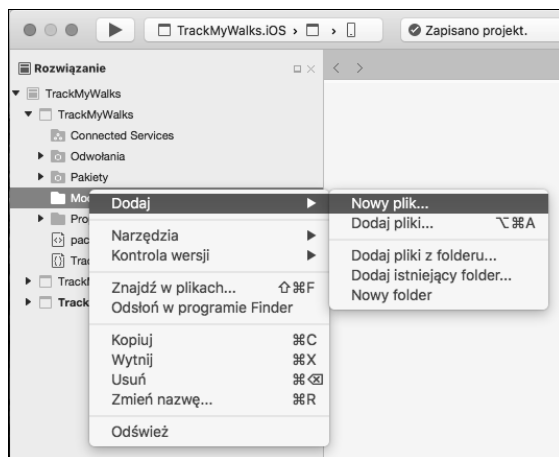 TrackMyWalks.iOS
Zapisano projekt.
Rozwiązanie
TrackMyWalks
TrackMyWalks
Connected Services
Odwołania
Pakiety
Dodaj
Nowy plik...
Dodaj pliki... ⌥⌘A
Narzędzia
Kontrola wersji
Dodaj pliki z folderu...
Dodaj istniejący folder...
Nowy folder
Znajdź w plikach... ⇧⌘F
Odsłoń w programie Finder
Kopiuj ⌘C
Wytnij ⌘X
Usuń ⌘⌫
Zmień nazwę... ⌘R
Odśwież